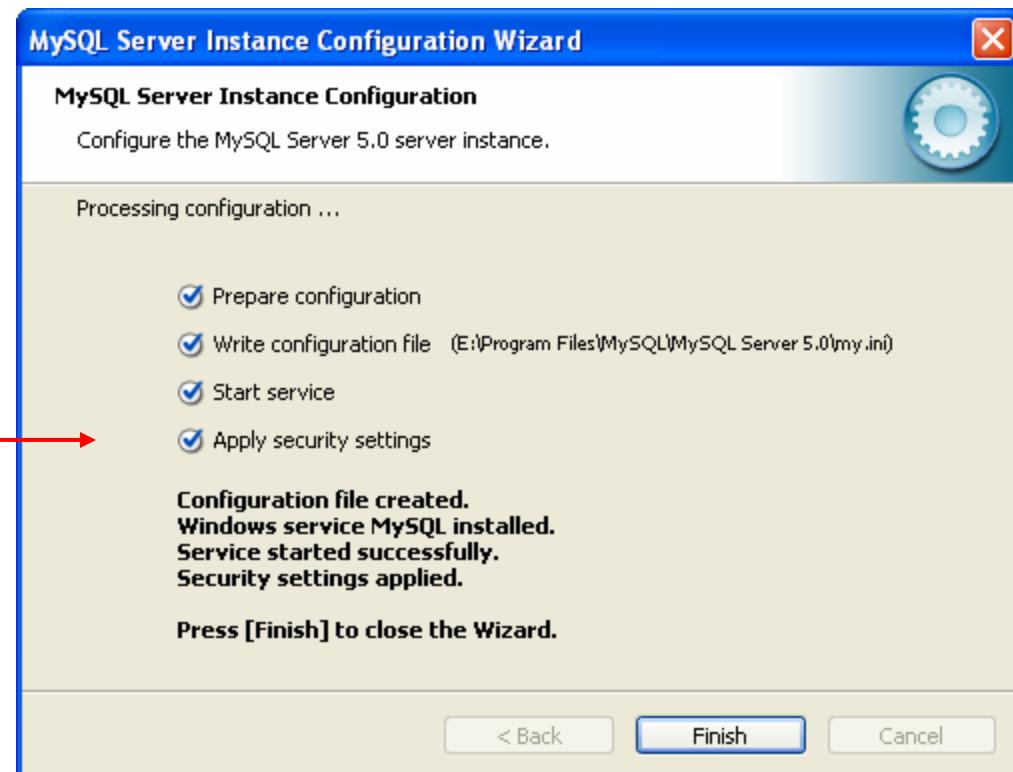 MySQL Server Instance Configuration Wizard
MySQL Server Instance Configuration
Configure the MySQL Server 5.0 server instance.
Processing configuration ...
Prepare configuration
Write configuration file (E:\Program Files\MySQL\MySQL Server 5.0\my.ini)
Start service
Apply security settings
Configuration file created.
Windows service MySQL installed.
Service started successfully.
Security settings applied.
Press [Finish] to close the Wizard.
< Back Finish Cancel